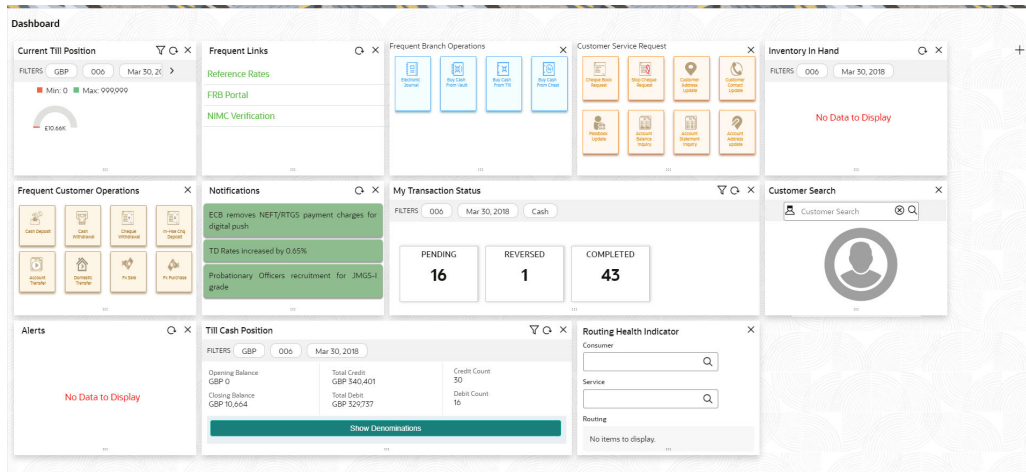 Dashboard
Current Till Position
FILTERS GBP 006 Mar 30, 20
Min: 0 Max: 999,999
£10.66K
Frequent Links
Reference Rates
FRB Portal
NIMC Verification
Frequent Branch Operations
Electronic Journal
Buy Cash From Vault
Buy Cash From Till
Buy Cash From Chest
Customer Service Request
Cheque Book Request
Stop Cheque Request
Customer Address Update
Customer Contact Update
Passbook Update
Account Balance Inquiry
Account Statement Inquiry
Account Address Update
Inventory In Hand
FILTERS 006 Mar 30, 2018
No Data to Display
Frequent Customer Operations
Cash Deposit
Cash Withdrawal
Cheque Withdrawal
In-Hse Chq Deposit
Account Transfer
Domestic Transfer
Fx Sale
Fx Purchase
Notifications
ECB removes NEFT/RTGS payment charges for
digital push
TD Rates increased by 0.65%
Probationary Officers recruitment for JMGS-I
grade
My Transaction Status
FILTERS 006 Mar 30, 2018 Cash
PENDING
16
REVERSED
1
COMPLETED
43
Customer Search
Customer Search
Alerts
No Data to Display
Till Cash Position
FILTERS GBP 006 Mar 30, 2018
Opening Balance
GBP 0
Closing Balance
GBP 10,664
Total Credit
GBP 340,401
Total Debit
GBP 329,737
Credit Count
30
Debit Count
16
Show Denominations
Routing Health Indicator
Consumer
Service
Routing
No items to display.